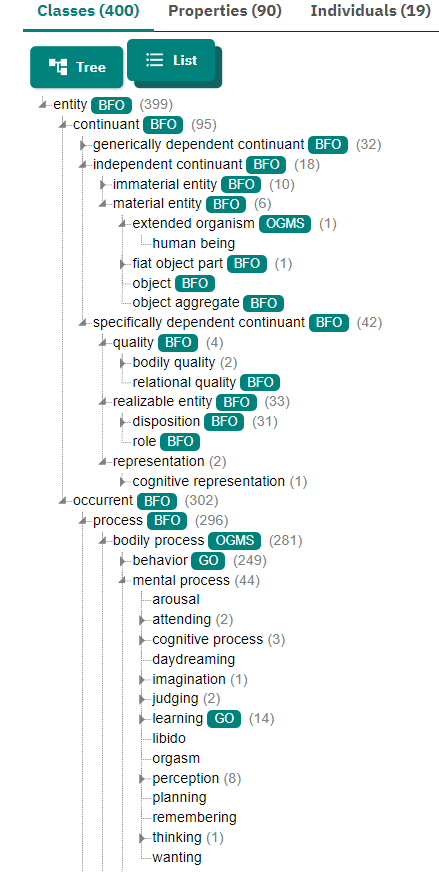 Classes (400) Properties (90) Individuals (19)
Tree List
entity BFO (399)
continuant BFO (95)
generically dependent continuant BFO (32)
independent continuant BFO (18)
immaterial entity BFO (10)
material entity BFO (6)
extended organism OGMS (1)
human being
fiat object part BFO (1)
object BFO
object aggregate BFO
specifically dependent continuant BFO (42)
quality BFO (4)
bodily quality (2)
relational quality BFO
realizable entity BFO (33)
disposition BFO (31)
role BFO
representation (2)
cognitive representation (1)
occurrent BFO (302)
process BFO (296)
bodily process OGMS (281)
behavior GO (249)
mental process (44)
arousal
attending (2)
cognitive process (3)
daydreaming
imagination (1)
judging (2)
learning GO (14)
libido
orgasm
perception (8)
planning
remembering
thinking (1)
wanting